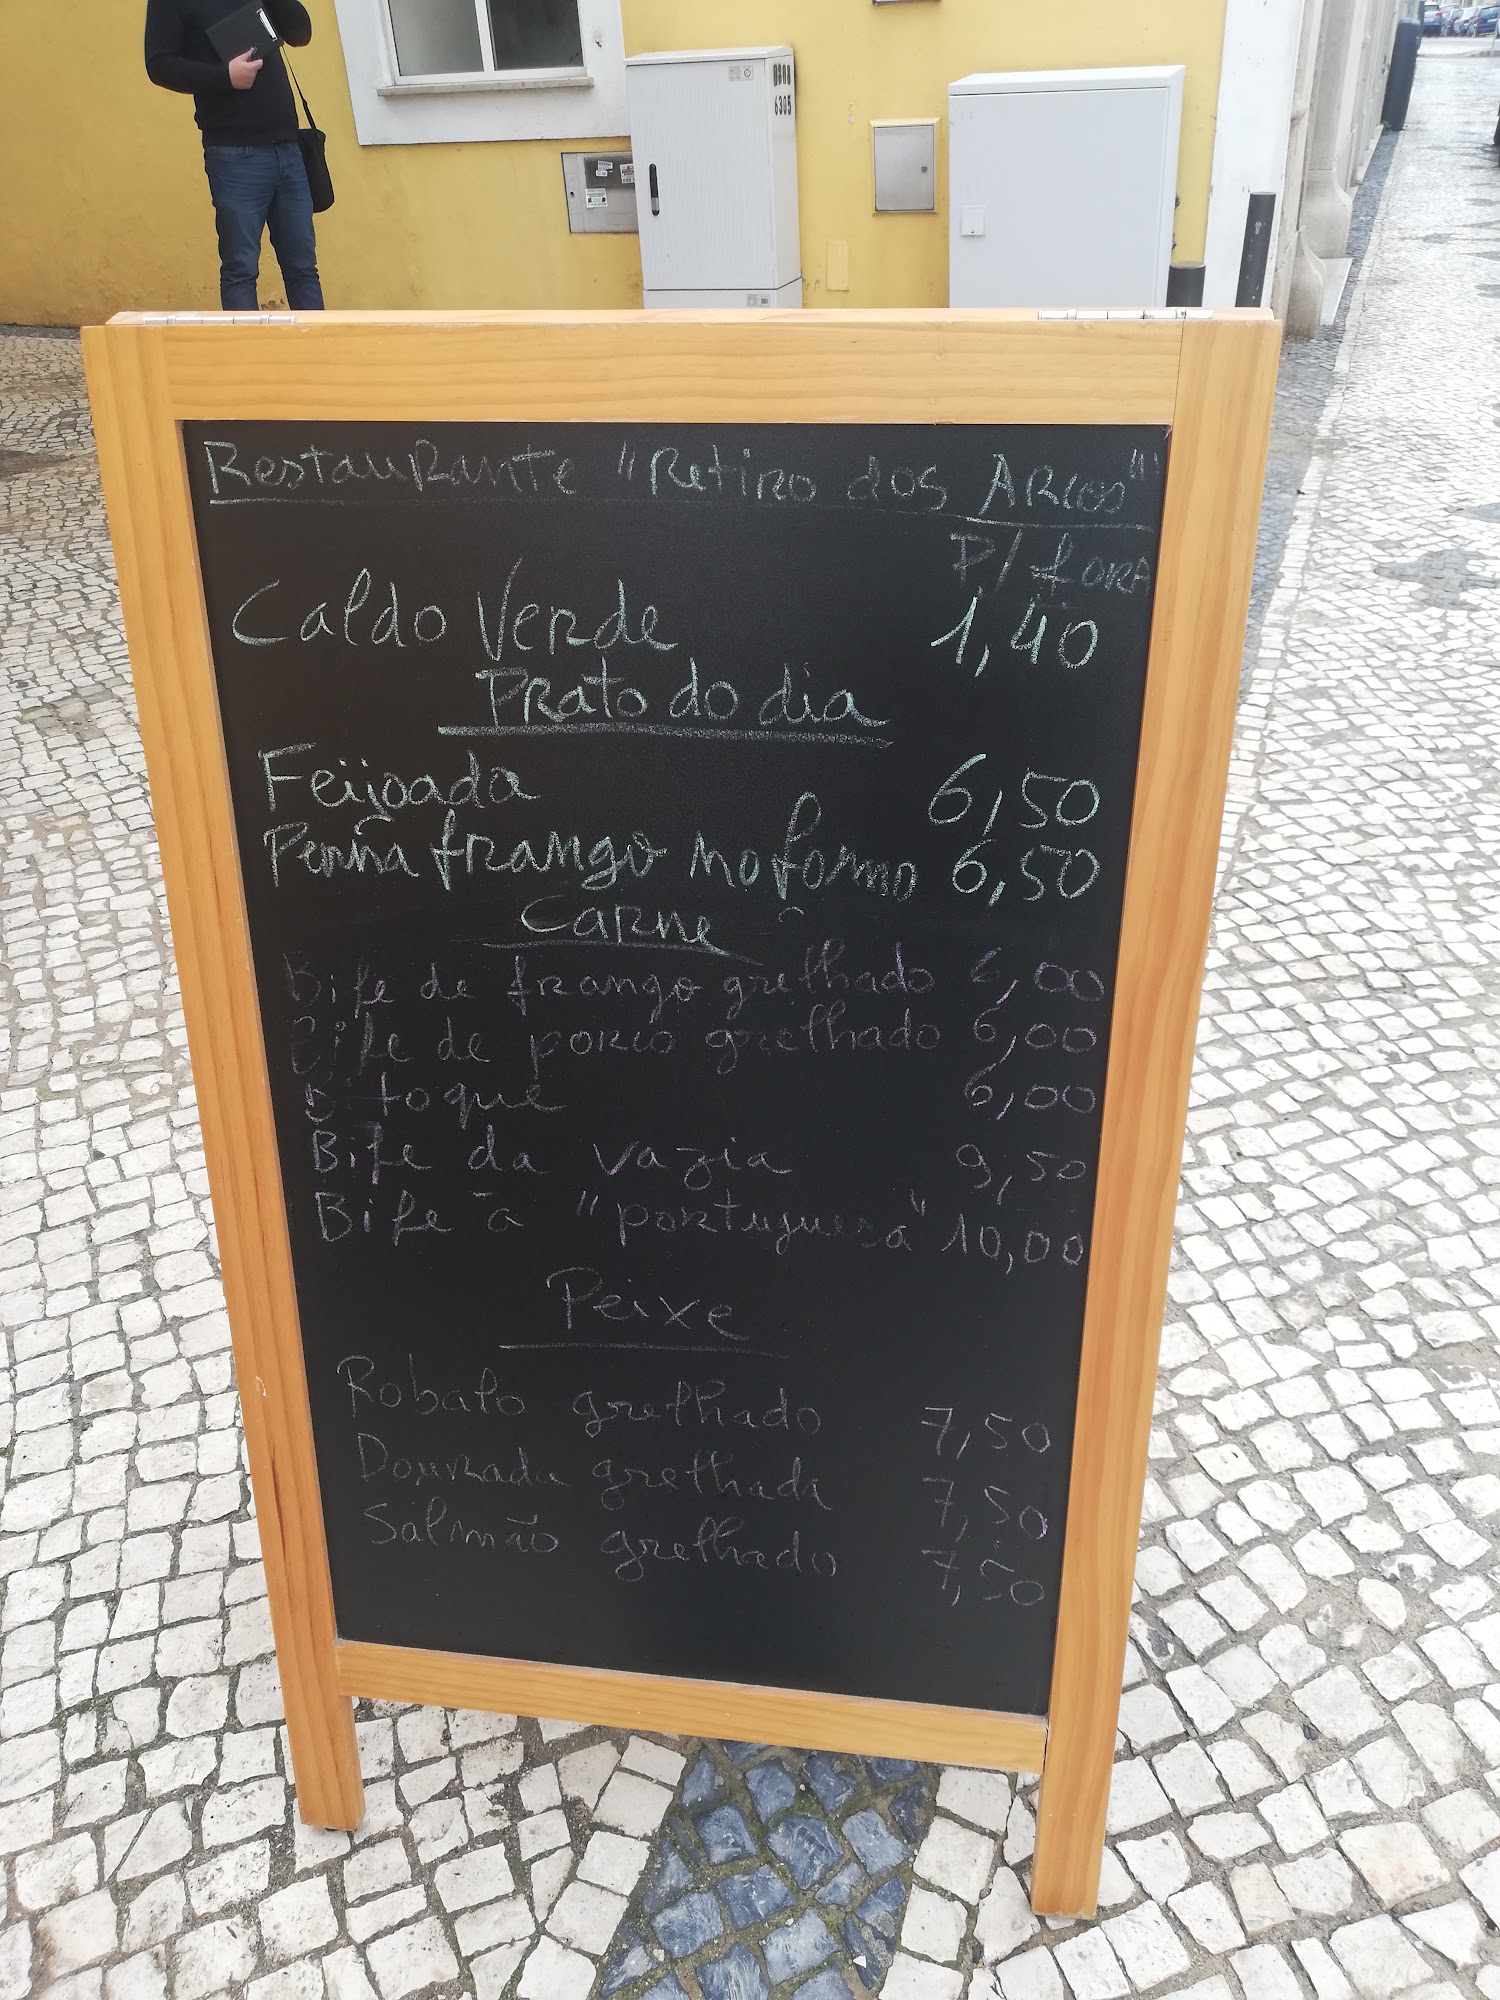 Restaurante "Retiro dos Arcos"
P/ fora
Caldo Verde 1,40
Prato do dia
Feijoada 6,50
frango no forno 6,50
Carne
Bife de frango grelhado 6,00
Bife de porco grelhado 6,00
Bitoque 6,00
Bife da vazia 9,50
Bife à "portuguesa" 10,00
Peixe
Robalo grelhado 7,50
Dourada grelhada 7,50
Salmão grelhado 7,50
6305